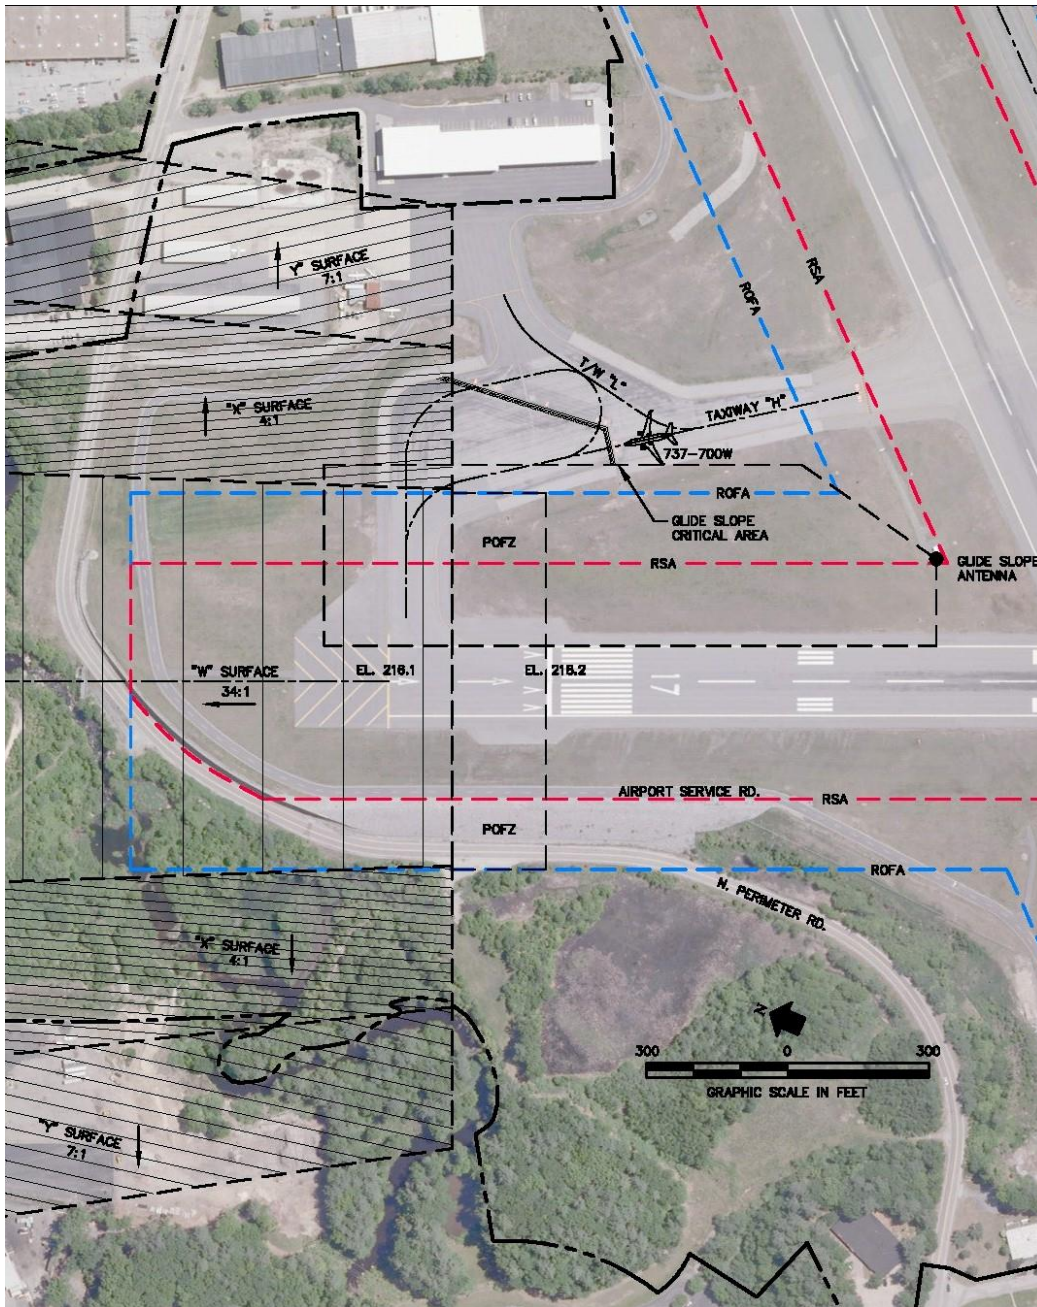 Y" SURFACE
7:1
RSA
ROFA
T/W "L"
"X" SURFACE
4:1
TAXIWAY "H"
737-700W
ROFA
GLIDE SLOPE
CRITICAL AREA
POFZ
RSA
GLIDE SLOPE
ANTENNA
"W" SURFACE
34:1
EL. 216.1
EL. 216.2
17
AIRPORT SERVICE RD.
RSA
POFZ
ROFA
N. PERIMETER RD.
"X" SURFACE
4:1
N
300 0 300
GRAPHIC SCALE IN FEET
"Y" SURFACE
7:1